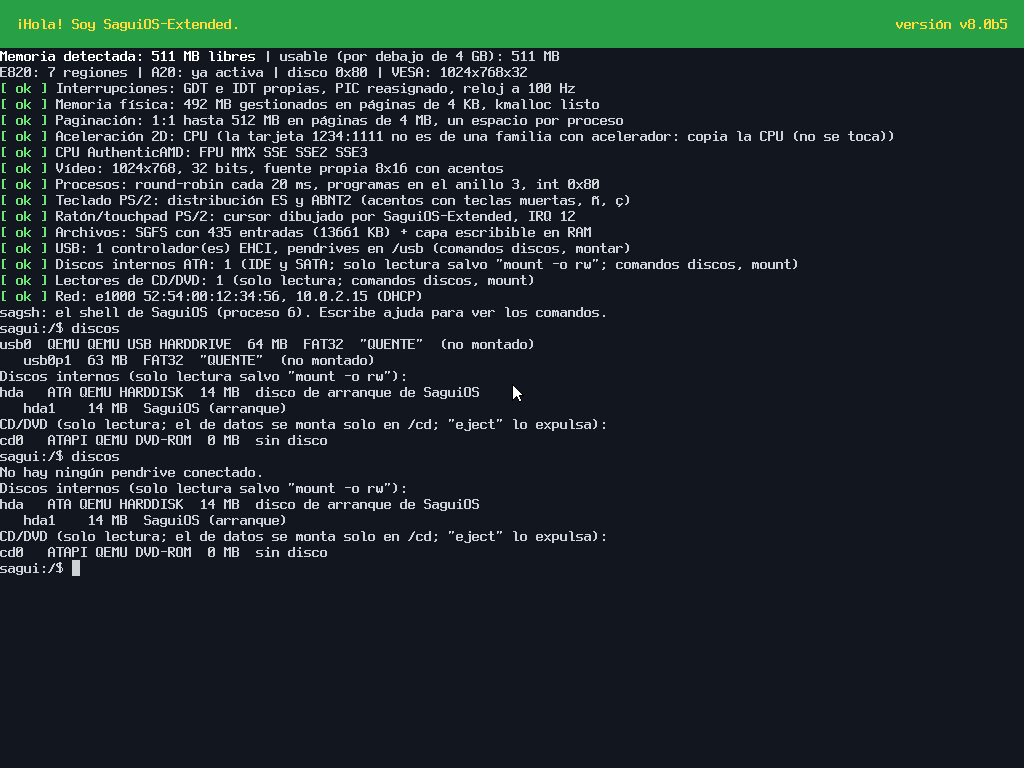 ¡Hola! Soy SaguiOS-Extended. versión v8.0b5
Memoria detectada: 511 MB libres | usable (por debajo de 4 GB): 511 MB
E820: 7 regiones | A20: ya activa | disco 0x80 | VESA: 1024x768x32
[ ok ] Interrupciones: GDT e IDT propias, PIC reasignado, reloj a 100 Hz
[ ok ] Memoria física: 492 MB gestionados en páginas de 4 KB, kmalloc listo
[ ok ] Paginación: 1:1 hasta 512 MB en páginas de 4 MB, un espacio por proceso
[ ok ] Aceleración 2D: CPU (la tarjeta 1234:1111 no es de una familia con acelerador: copia la CPU (no se toca))
[ ok ] CPU AuthenticAMD: FPU MMX SSE SSE2 SSE3
[ ok ] Vídeo: 1024x768, 32 bits, fuente propia 8x16 con acentos
[ ok ] Procesos: round-robin cada 20 ms, programas en el anillo 3, int 0x80
[ ok ] Teclado PS/2: distribución ES y ABNT2 (acentos con teclas muertas, ñ, ç)
[ ok ] Ratón/touchpad PS/2: cursor dibujado por SaguiOS-Extended, IRQ 12
[ ok ] Archivos: SGFS con 435 entradas (13661 KB) + capa escribible en RAM
[ ok ] USB: 1 controlador(es) EHCI, pendrives en /usb (comandos discos, montar)
[ ok ] Discos internos ATA: 1 (IDE y SATA; solo lectura salvo "mount -o rw"; comandos discos, mount)
[ ok ] Lectores de CD/DVD: 1 (solo lectura; comandos discos, mount)
[ ok ] Red: e1000 52:54:00:12:34:56, 10.0.2.15 (DHCP)
sagsh: el shell de SaguiOS (proceso 6). Escribe ajuda para ver los comandos.
sagui:/$ discos
usb0  QEMU QEMU USB HARDDRIVE  64 MB  FAT32  "QUENTE"  (no montado)
   usb0p1  63 MB  FAT32  "QUENTE"  (no montado)
Discos internos (solo lectura salvo "mount -o rw"):
hda   ATA QEMU HARDDISK  14 MB  disco de arranque de SaguiOS
   hda1    14 MB  SaguiOS (arranque)
CD/DVD (solo lectura; el de datos se monta solo en /cd; "eject" lo expulsa):
cd0   ATAPI QEMU DVD-ROM  0 MB  sin disco
sagui:/$ discos
No hay ningún pendrive conectado.
Discos internos (solo lectura salvo "mount -o rw"):
hda   ATA QEMU HARDDISK  14 MB  disco de arranque de SaguiOS
   hda1    14 MB  SaguiOS (arranque)
CD/DVD (solo lectura; el de datos se monta solo en /cd; "eject" lo expulsa):
cd0   ATAPI QEMU DVD-ROM  0 MB  sin disco
sagui:/$